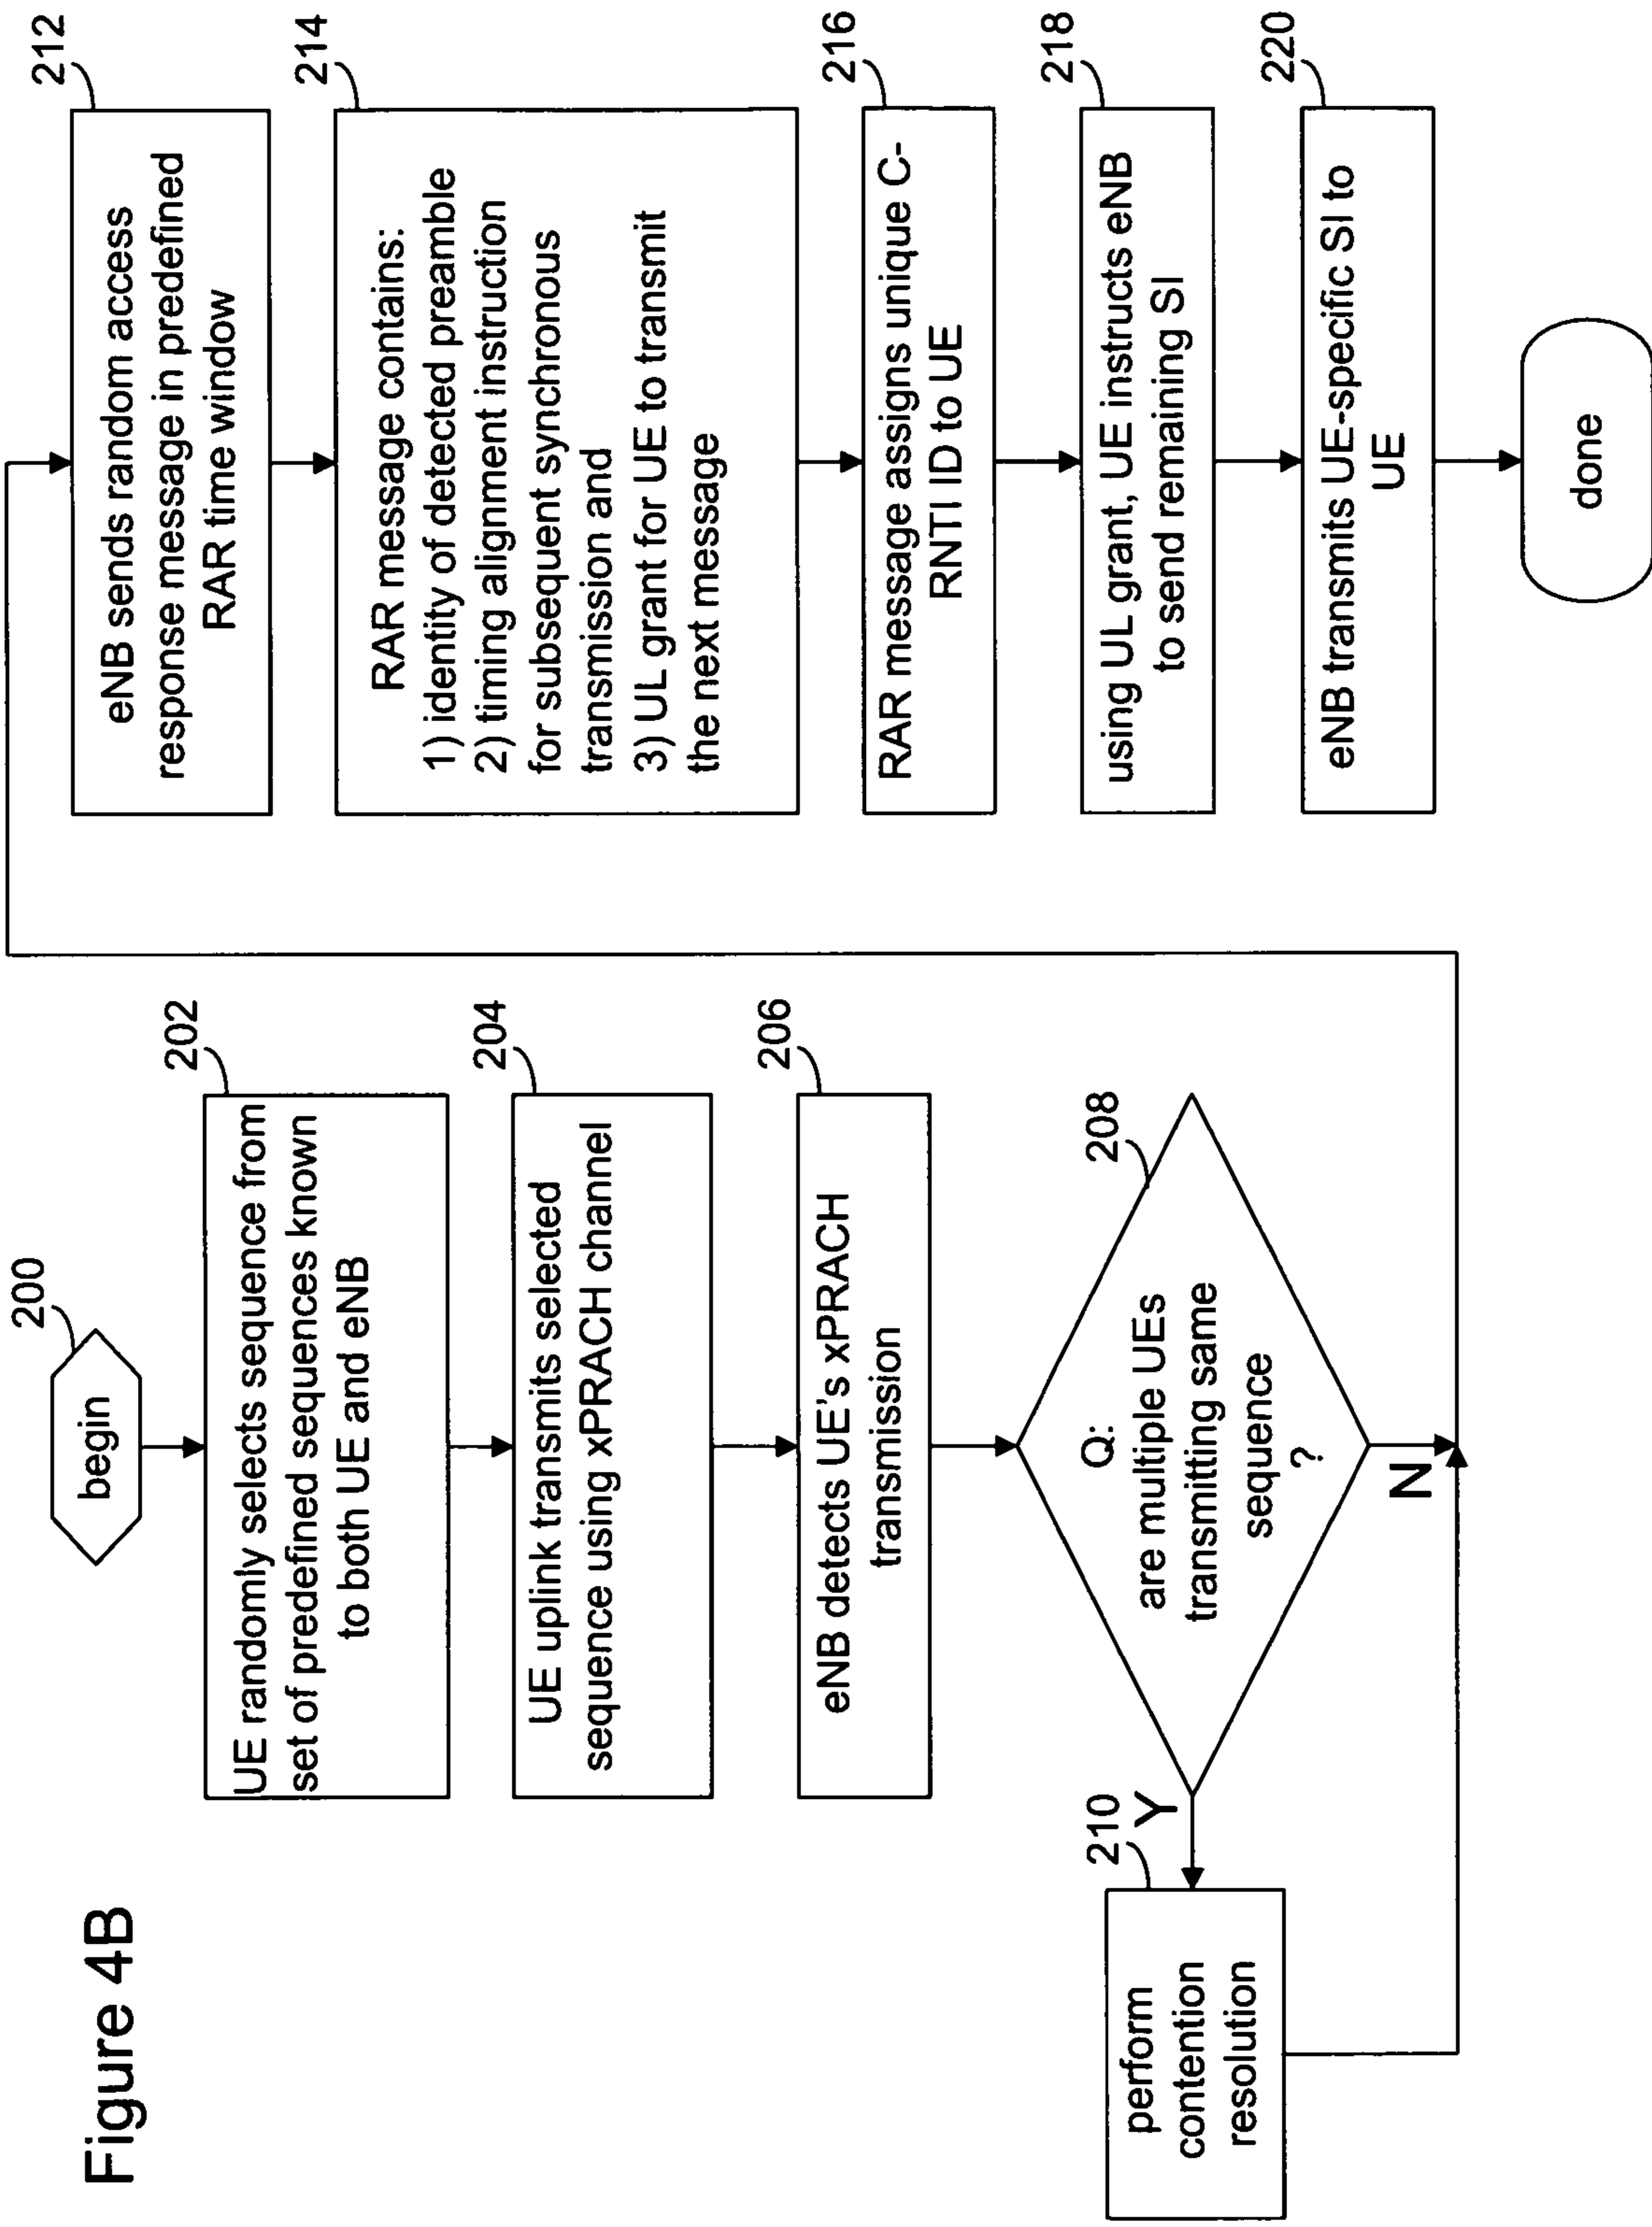 Figure 4B
200
begin
202
UE randomly selects sequence from
set of predefined sequences known
to both UE and eNB
204
UE uplink transmits selected
sequence using xPRACH channel
206
eNB detects UE's xPRACH
transmission
208
Q:
are multiple UEs
transmitting same
sequence
?
Y
N
210
perform
contention
resolution
212
eNB sends random access
response message in predefined
RAR time window
214
RAR message contains:
1) identity of detected preamble
2) timing alignment instruction
for subsequent synchronous
transmission and
3) UL grant for UE to transmit
the next message
216
RAR message assigns unique C-
RNTI ID to UE
218
using UL grant, UE instructs eNB
to send remaining SI
220
eNB transmits UE-specific SI to
UE
done